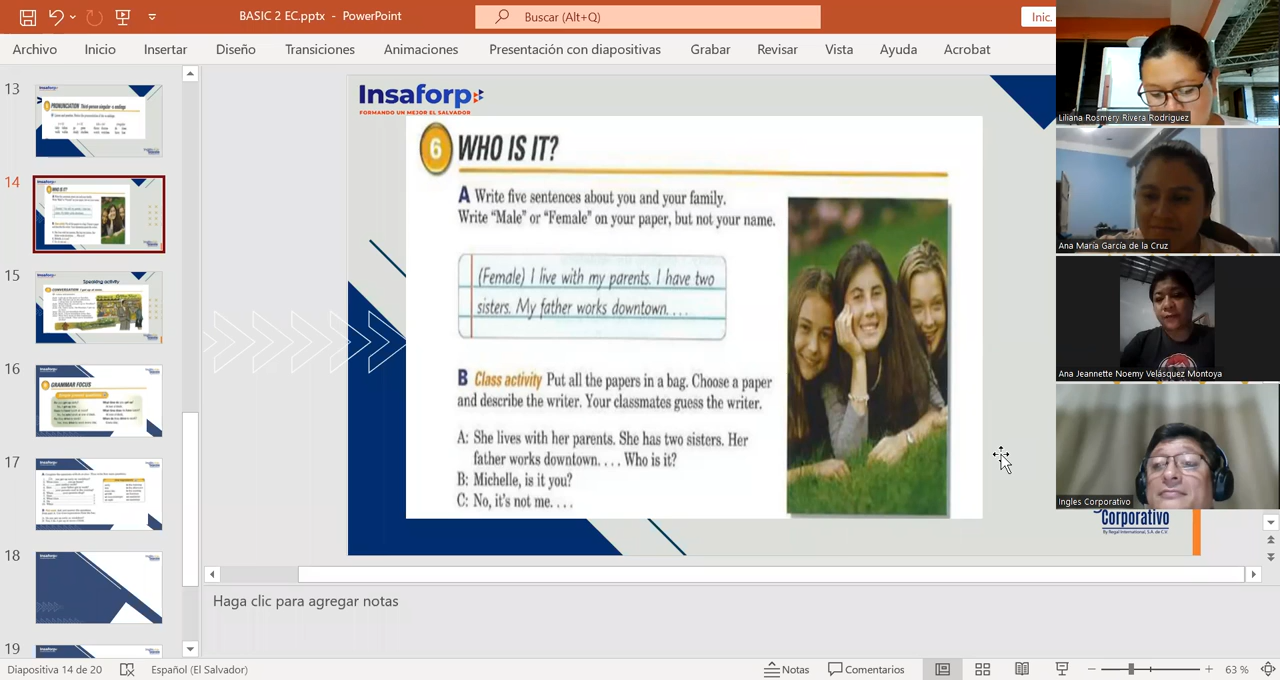 BASIC 2 EC.pptx - PowerPoint
Buscar (Alt+Q)
Inic.
Archivo Inicio Insertar Diseño Transiciones Animaciones Presentación con diapositivas Grabar Revisar Vista Ayuda Acrobat
13
14
15
16
17
18
19
Insaforp
FORMANDO UN MEJOR EL SALVADOR
6 WHO IS IT?
A Write five sentences about you and your family.
Write "Male" or "Female" on your paper, but not your name.
(Female) I live with my parents. I have two
sisters. My father works downtown. . . .
B Class activity Put all the papers in a bag. Choose a paper
and describe the writer. Your classmates guess the writer.
A: She lives with her parents. She has two sisters. Her
father works downtown. . . . Who is it?
B: Michelle, is it you?
C: No, it's not me. . . .
Liliana Rosmery Rivera Rodriguez
Ana María García de la Cruz
Ana Jeannette Noemy Velásquez Montoya
Ingles Corporativo
Corporativo
By Regal International, S.A. de C.V.
Haga clic para agregar notas
Diapositiva 14 de 20 Español (El Salvador) Notas Comentarios 63 %